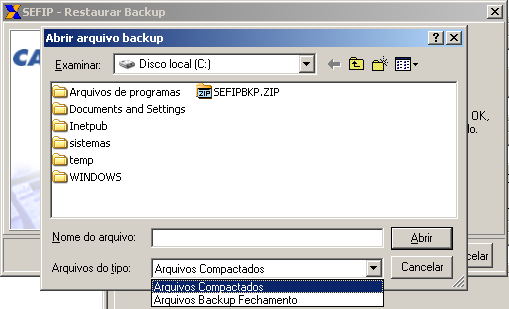 SEFIP - Restaurar Backup
Abrir arquivo backup
Examinar: Disco local (C:)
Arquivos de programas
Documents and Settings
Inetpub
sistemas
temp
WINDOWS
ZIP SEFIPBKP.ZIP
CA
OK,
do.
Nome do arquivo:
Abrir
Arquivos do tipo: Arquivos Compactados
Cancelar
celar
Arquivos Compactados
Arquivos Backup Fechamento